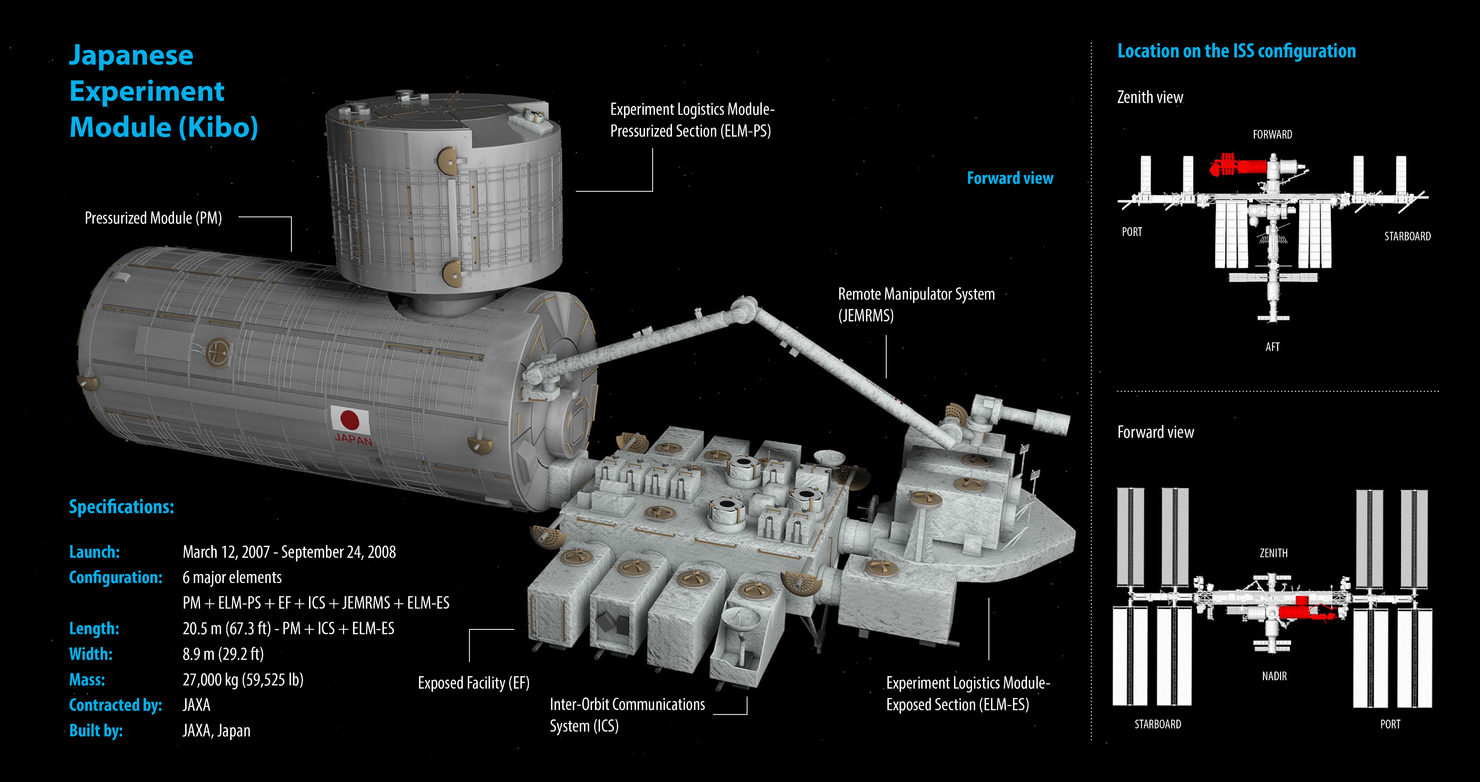 Japanese
Experiment
Module (Kibo)
Experiment Logistics Module-
Pressurized Section (ELM-PS)
Forward view
Pressurized Module (PM)
Remote Manipulator System
(JEMRMS)
JAPAN
Specifications:
Launch: March 12, 2007 - September 24, 2008
Configuration: 6 major elements
PM + ELM-PS + EF + ICS + JEMRMS + ELM-ES
Length: 20.5 m (67.3 ft) - PM + ICS + ELM-ES
Width: 8.9 m (29.2 ft)
Mass: 27,000 kg (59,525 lb)
Contracted by: JAXA
Built by: JAXA, Japan
Exposed Facility (EF)
Inter-Orbit Communications
System (ICS)
Experiment Logistics Module-
Exposed Section (ELM-ES)
Location on the ISS configuration
Zenith view
FORWARD
PORT
STARBOARD
AFT
Forward view
ZENITH
NADIR
STARBOARD
PORT